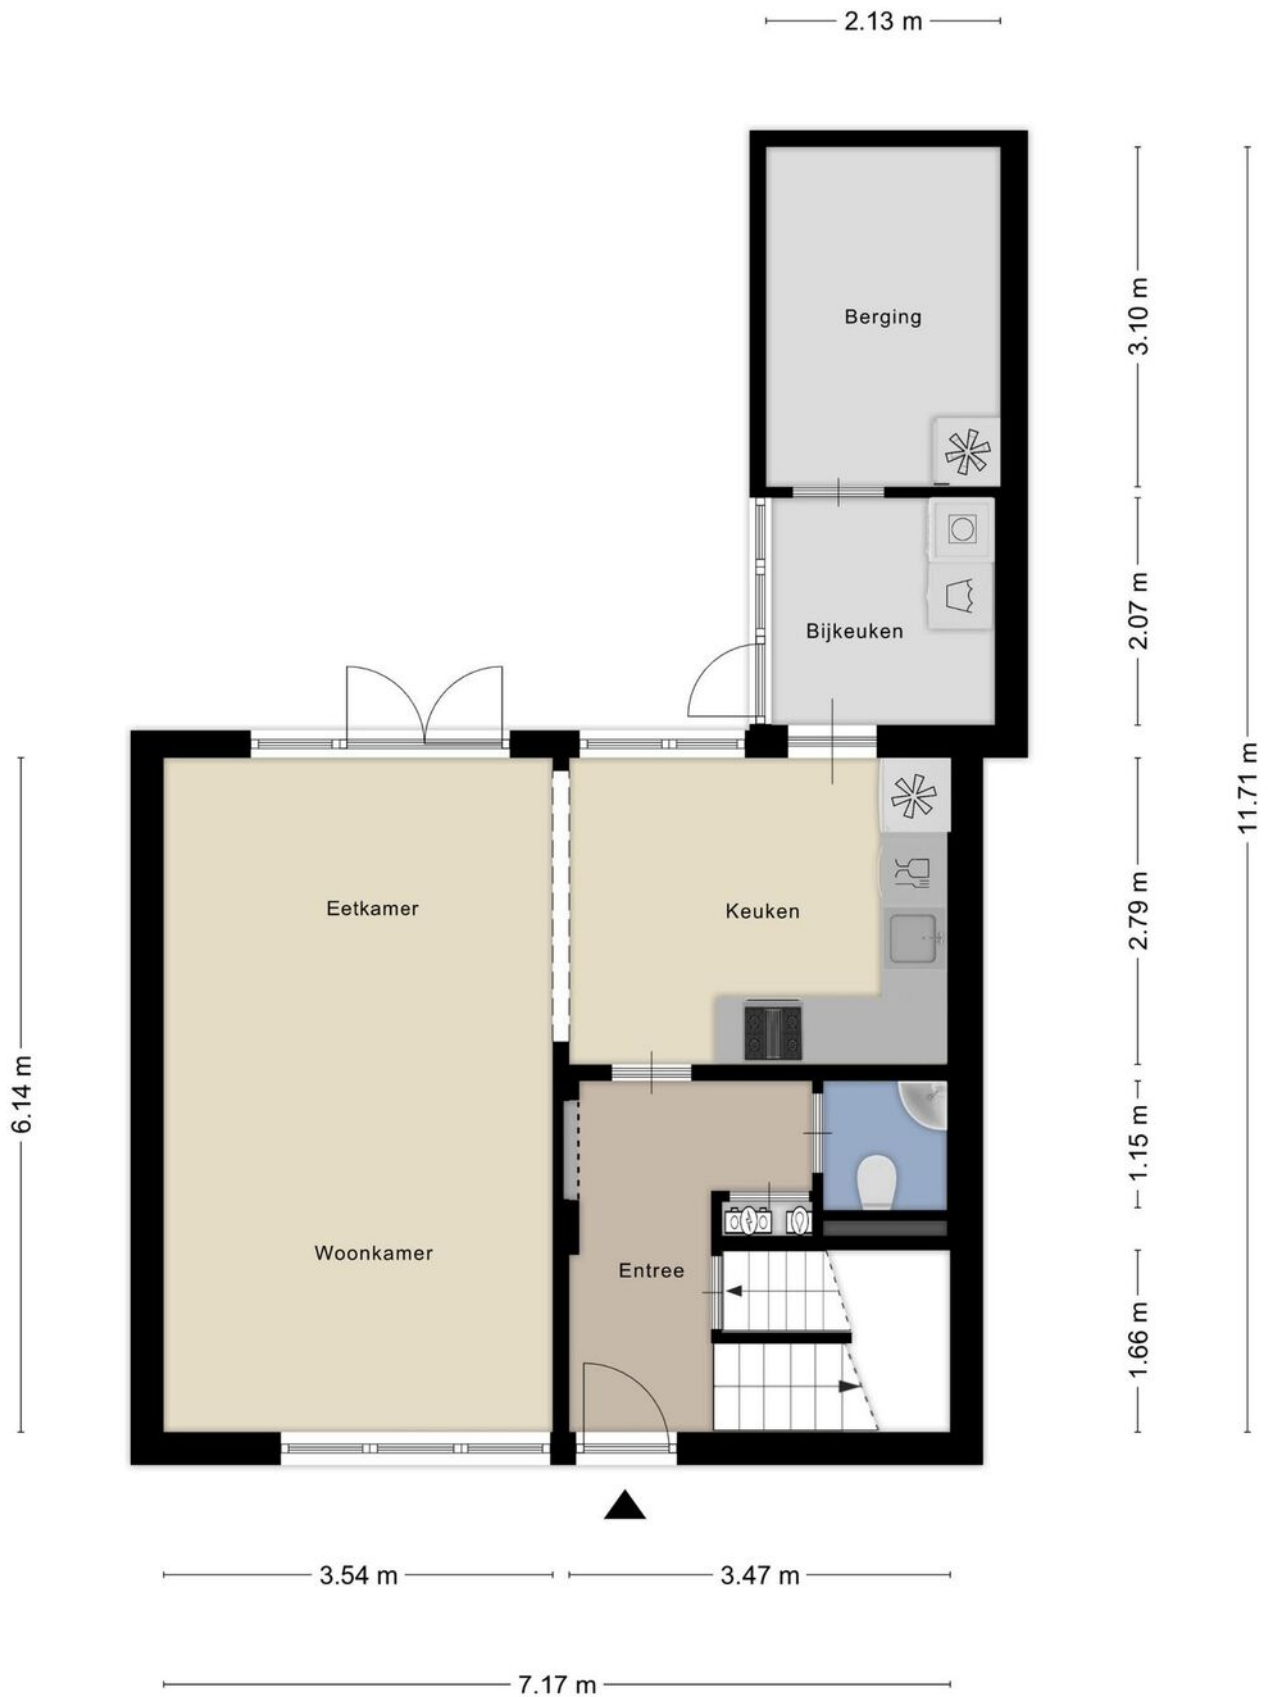 2.13 m
Berging
3.10 m
Bijkeuken
2.07 m
11.71 m
Eetkamer
Keuken
2.79 m
6.14 m
1.15 m
Woonkamer
Entree
1.66 m
3.54 m
3.47 m
7.17 m